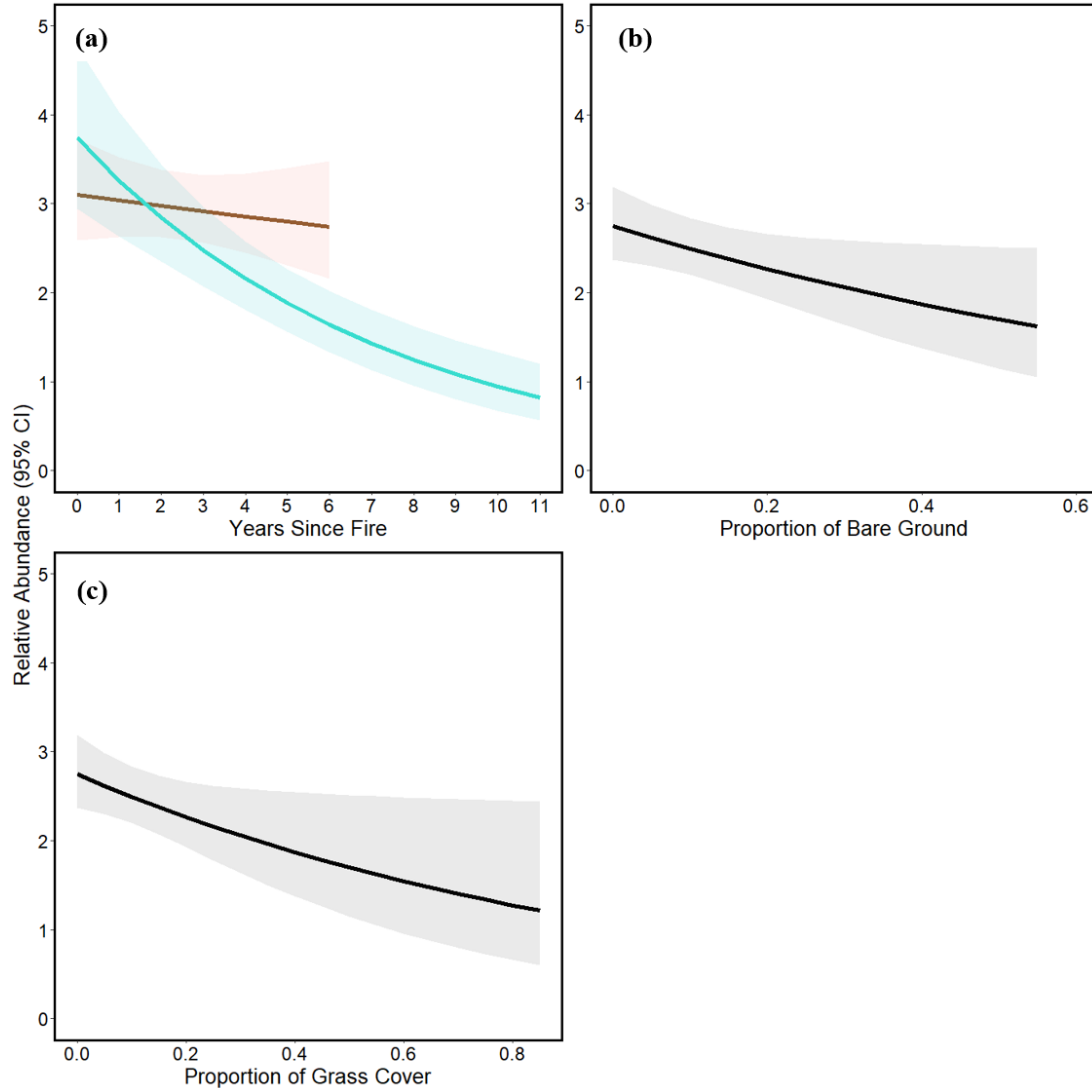 (a)
5
4
3
2
1
0
0 1 2 3 4 5 6 7 8 9 10 11
Years Since Fire
(b)
5
4
3
2
1
0
0.0 0.2 0.4 0.6
Proportion of Bare Ground
Relative Abundance (95% CI)
(c)
5
4
3
2
1
0
0.0 0.2 0.4 0.6 0.8
Proportion of Grass Cover